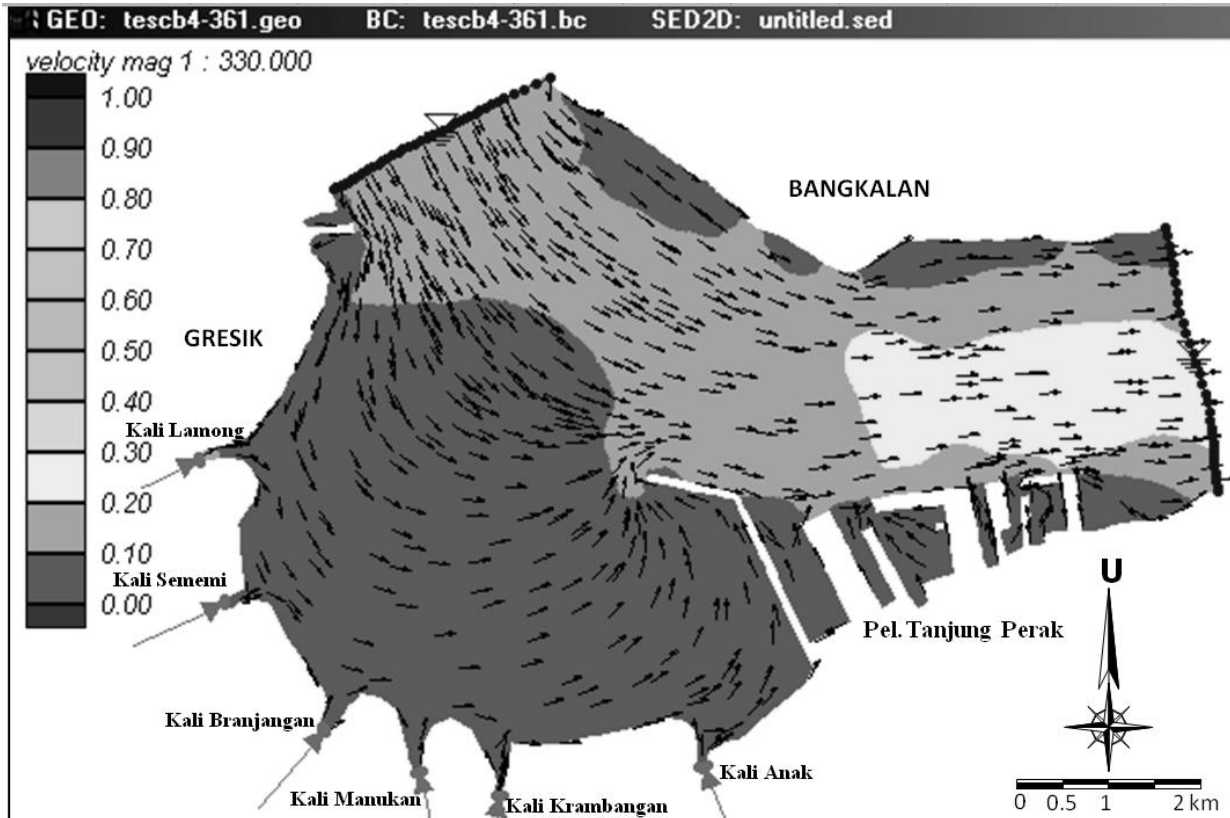 GEO: tescb4-361.geo BC: tescb4-361.bc SED2D: untitled.sed
velocity mag 1 : 330.000
1.00
0.90
0.80
0.70
0.60
0.50
0.40
0.30
0.20
0.10
0.00
BANGKALAN
GRESIK
Kali Lamong
Kali Sememi
Kali Branjangan
Kali Manukan
Kali Krambangan
Kali Anak
Pel. Tanjung Perak
U
0 0.5 1 2 km